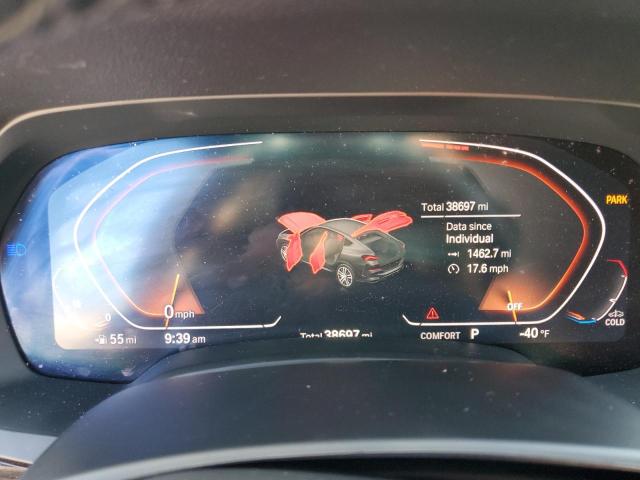 Total 38697 mi
Data since
Individual
1462.7 mi
17.6 mph
PARK
0 mph
0
OFF
COLD
55 mi
9:39 am
Total 38697 mi
COMFORT P -40 °F